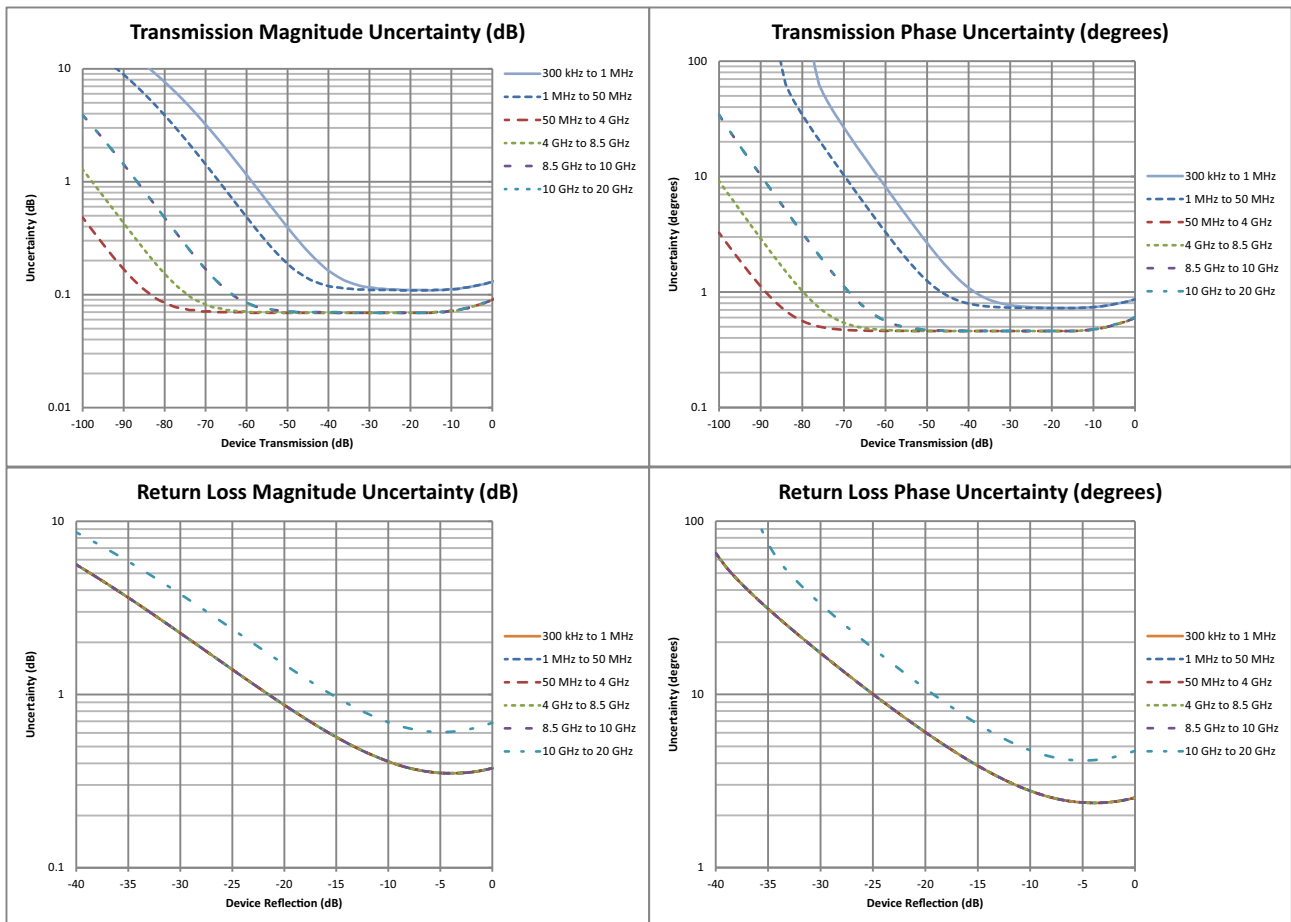 Transmission Magnitude Uncertainty (dB)
10
1
0.1
0.01
Uncertainty (dB)
-100 -90 -80 -70 -60 -50 -40 -30 -20 -10 0
Device Transmission (dB)
300 kHz to 1 MHz
1 MHz to 50 MHz
50 MHz to 4 GHz
4 GHz to 8.5 GHz
8.5 GHz to 10 GHz
10 GHz to 20 GHz
Transmission Phase Uncertainty (degrees)
100
10
1
0.1
Uncertainty (degrees)
-100 -90 -80 -70 -60 -50 -40 -30 -20 -10 0
Device Transmission (dB)
300 kHz to 1 MHz
1 MHz to 50 MHz
50 MHz to 4 GHz
4 GHz to 8.5 GHz
8.5 GHz to 10 GHz
10 GHz to 20 GHz
Return Loss Magnitude Uncertainty (dB)
10
1
0.1
Uncertainty (dB)
-40 -35 -30 -25 -20 -15 -10 -5 0
Device Reflection (dB)
300 kHz to 1 MHz
1 MHz to 50 MHz
50 MHz to 4 GHz
4 GHz to 8.5 GHz
8.5 GHz to 10 GHz
10 GHz to 20 GHz
Return Loss Phase Uncertainty (degrees)
100
10
1
Uncertainty (degrees)
-40 -35 -30 -25 -20 -15 -10 -5 0
Device Reflection (dB)
300 kHz to 1 MHz
1 MHz to 50 MHz
50 MHz to 4 GHz
4 GHz to 8.5 GHz
8.5 GHz to 10 GHz
10 GHz to 20 GHz